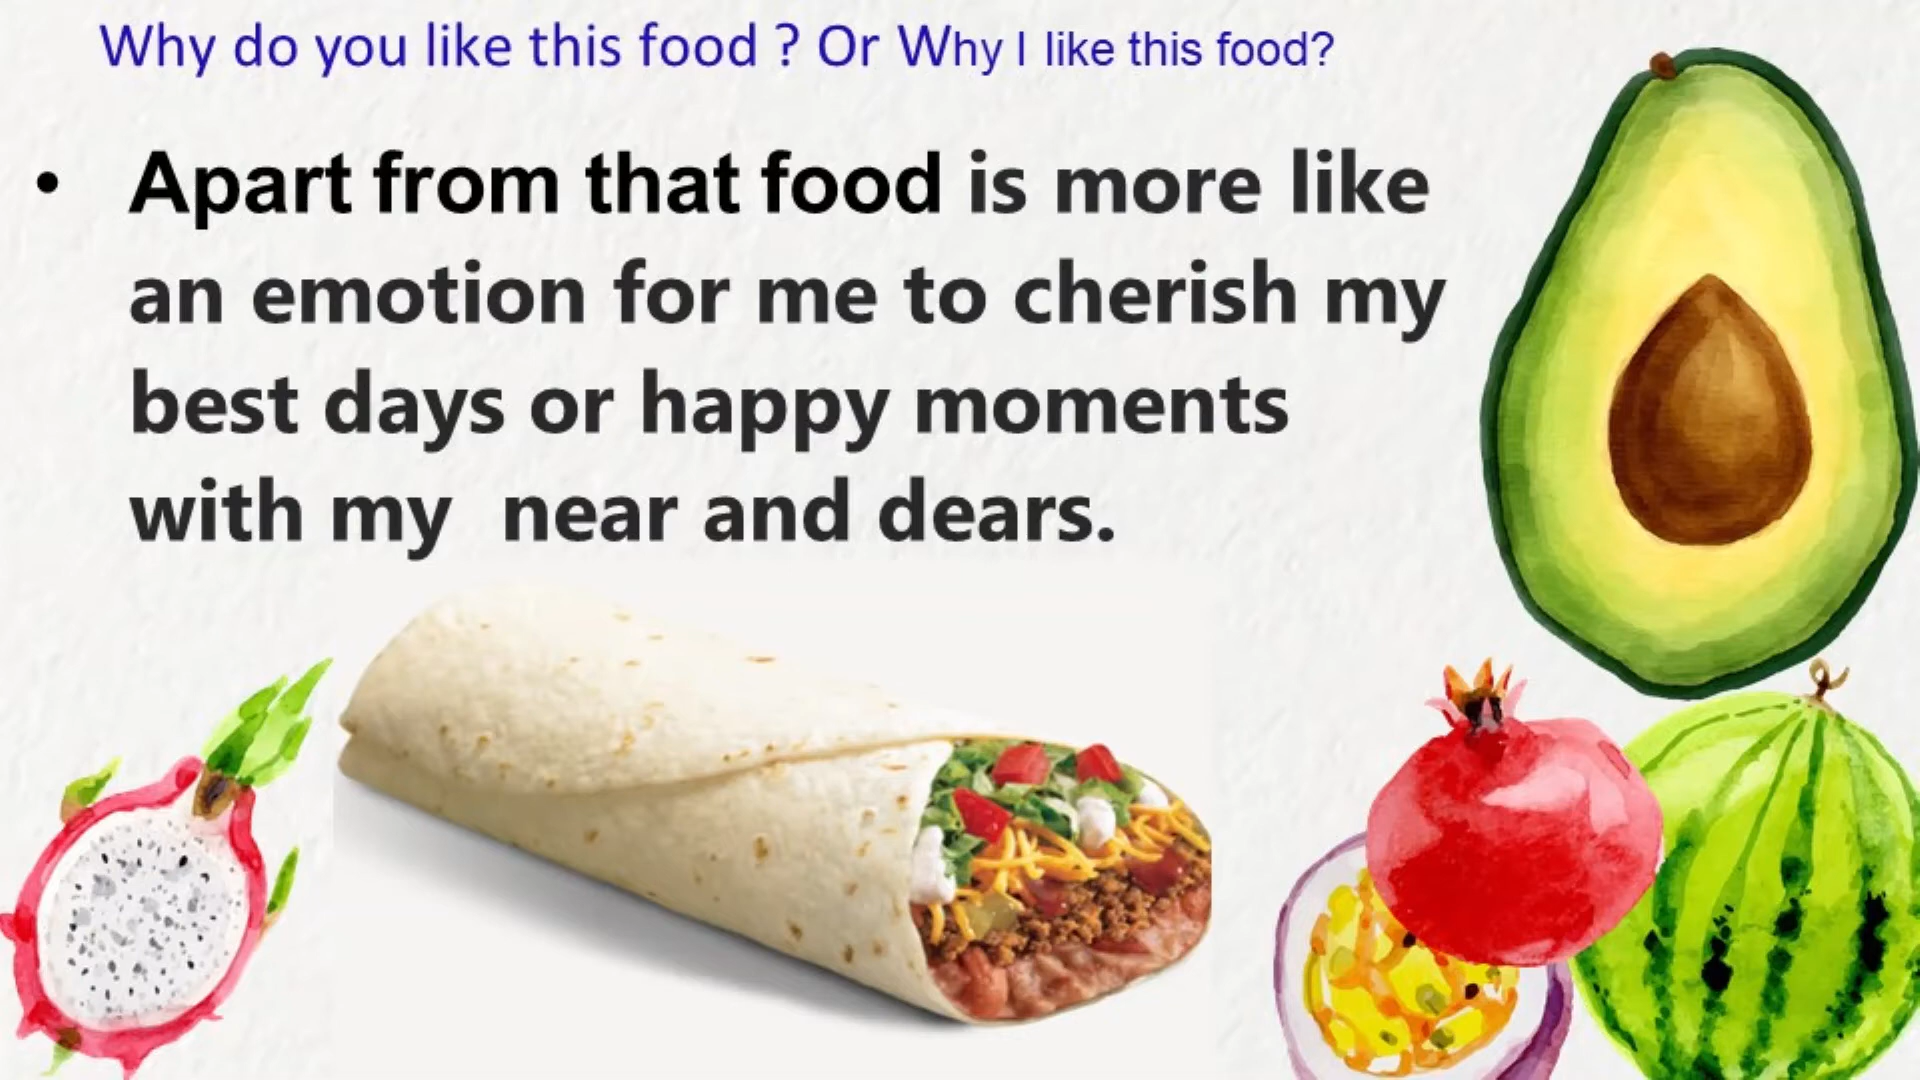 Why do you like this food ? Or Why I like this food?
• Apart from that food is more like
an emotion for me to cherish my
best days or happy moments
with my  near and dears.